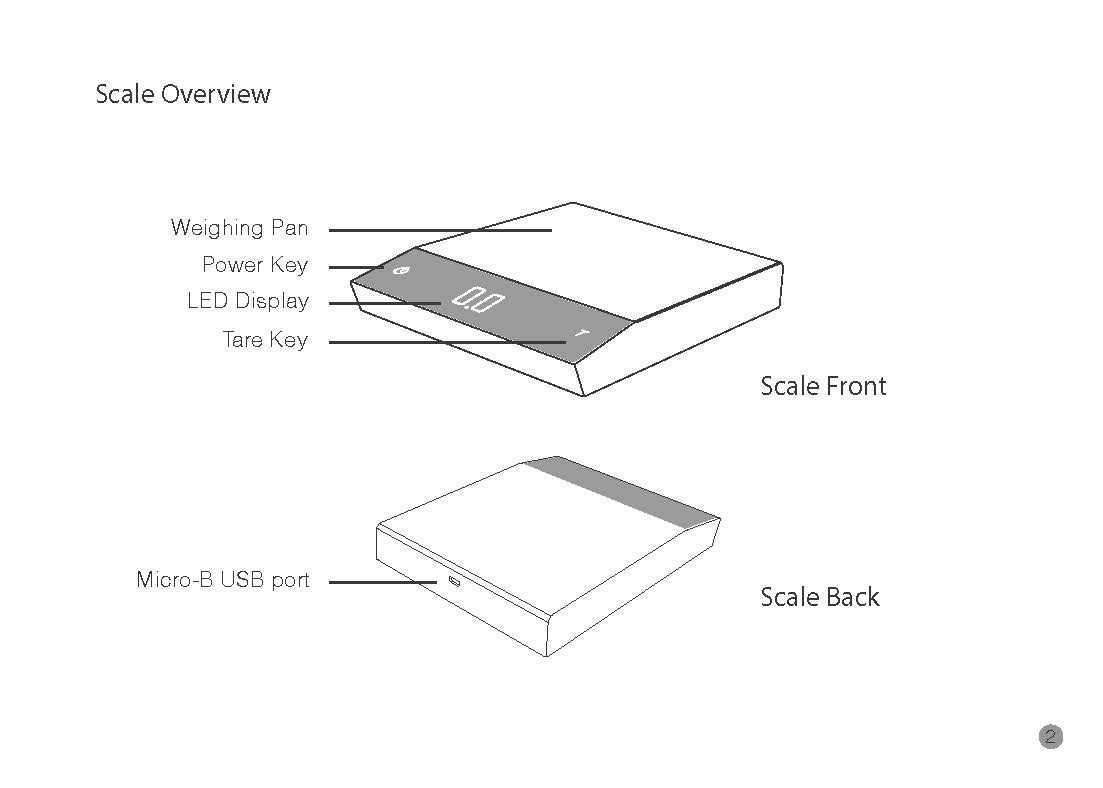 Scale Overview
Weighing Pan
Power Key
LED Display
0.0
Tare Key
T
Scale Front
Micro-B USB port
Scale Back
2